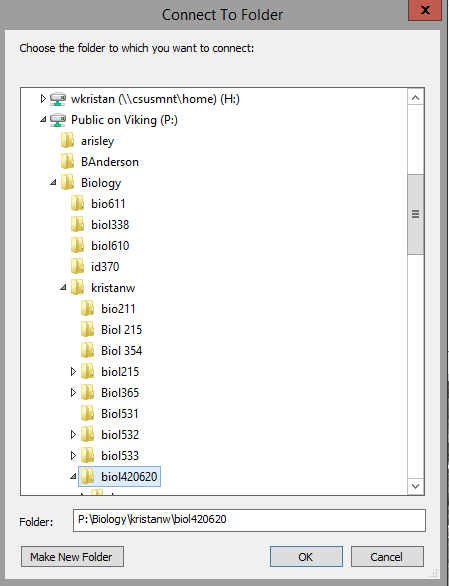 Connect To Folder
Choose the folder to which you want to connect:
wkristan (\\csusmnt\home) (H:)
Public on Viking (P:)
arisley
BAnderson
Biology
bio611
biol338
biol610
id370
kristanw
bio211
Biol 215
Biol 354
biol215
Biol365
Biol531
biol532
biol533
biol420620
Folder:
P:\Biology\kristanw\biol420620
Make New Folder
OK
Cancel